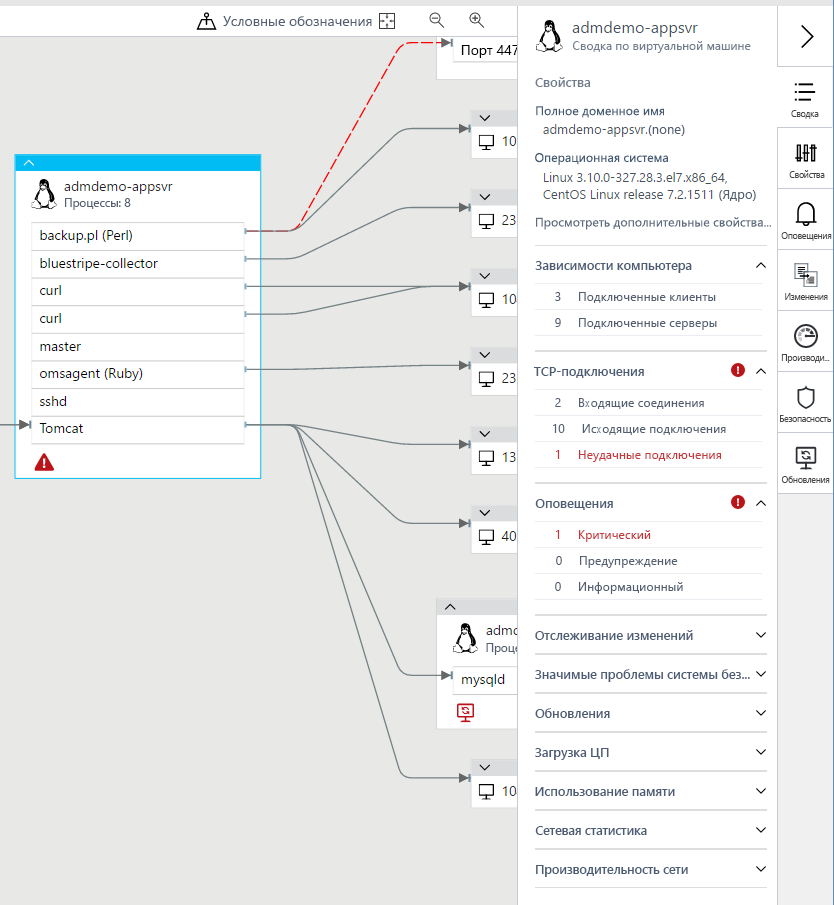 Условные обозначения
Порт 447
10
23
10
23
13
40
admdemo-appsvr
Процессы: 8
backup.pl (Perl)
bluestripe-collector
curl
curl
master
omsagent (Ruby)
sshd
Tomcat
mysqld
10
admdemo-appsvr
Сводка по виртуальной машине
Свойства
Полное доменное имя
admdemo-appsvr.(none)
Операционная система
Linux 3.10.0-327.28.3.el7.x86_64,
CentOS Linux release 7.2.1511 (Ядро)
Просмотреть дополнительные свойства...
Зависимости компьютера
3 Подключенные клиенты
9 Подключенные серверы
TCP-подключения
2 Входящие соединения
10 Исходящие подключения
1 Неудачные подключения
Оповещения
1 Критический
0 Предупреждение
0 Информационный
Отслеживание изменений
Значимые проблемы системы без...
Обновления
Загрузка ЦП
Использование памяти
Сетевая статистика
Производительность сети
Сводка
Свойства
Оповещения
Изменения
Производи...
Безопасность
Обновления